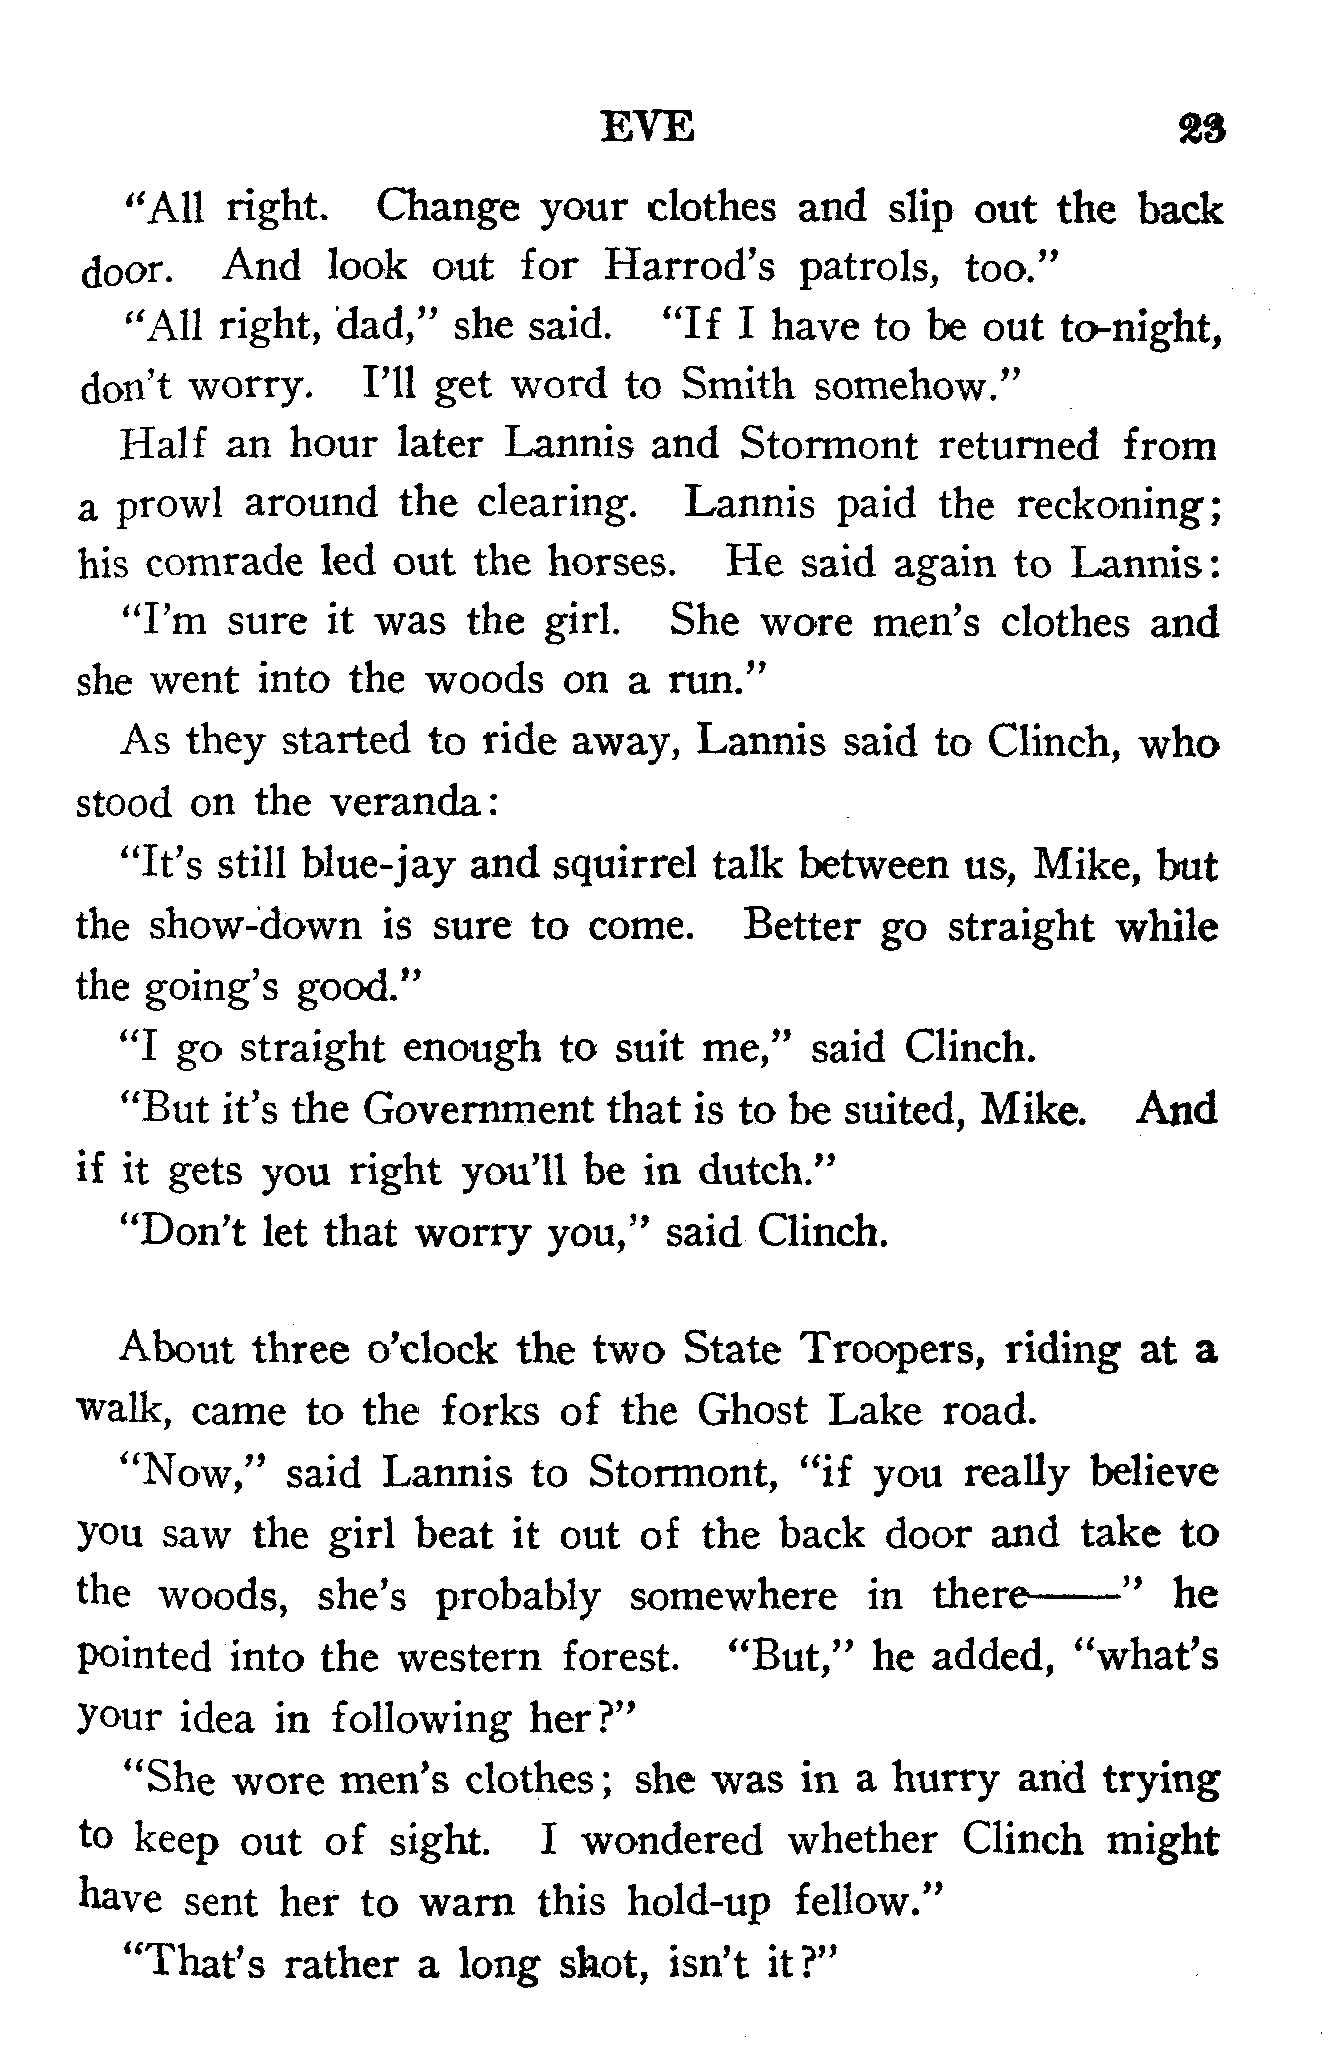 EVE 23
"All right. Change your clothes and slip out the back
door. And look out for Harrod's patrols, too."
"All right, dad," she said. "If I have to be out to-night,
don't worry. I'll get word to Smith somehow."
Half an hour later Lannis and Stormont returned from
a prowl around the clearing. Lannis paid the reckoning;
his comrade led out the horses. He said again to Lannis:
"I'm sure it was the girl. She wore men's clothes and
she went into the woods on a run."
As they started to ride away, Lannis said to Clinch, who
stood on the veranda:
"It's still blue-jay and squirrel talk between us, Mike, but
the show-down is sure to come. Better go straight while
the going's good."
"I go straight enough to suit me," said Clinch.
"But it's the Government that is to be suited, Mike. And
if it gets you right you'll be in dutch."
"Don't let that worry you," said Clinch.
About three o'clock the two State Troopers, riding at a
walk, came to the forks of the Ghost Lake road.
"Now," said Lannis to Stormont, "if you really believe
you saw the girl beat it out of the back door and take to
the woods, she's probably somewhere in there——" he
pointed into the western forest. "But," he added, "what's
your idea in following her?"
"She wore men's clothes; she was in a hurry and trying
to keep out of sight. I wondered whether Clinch might
have sent her to warn this hold-up fellow."
"That's rather a long shot, isn't it?"